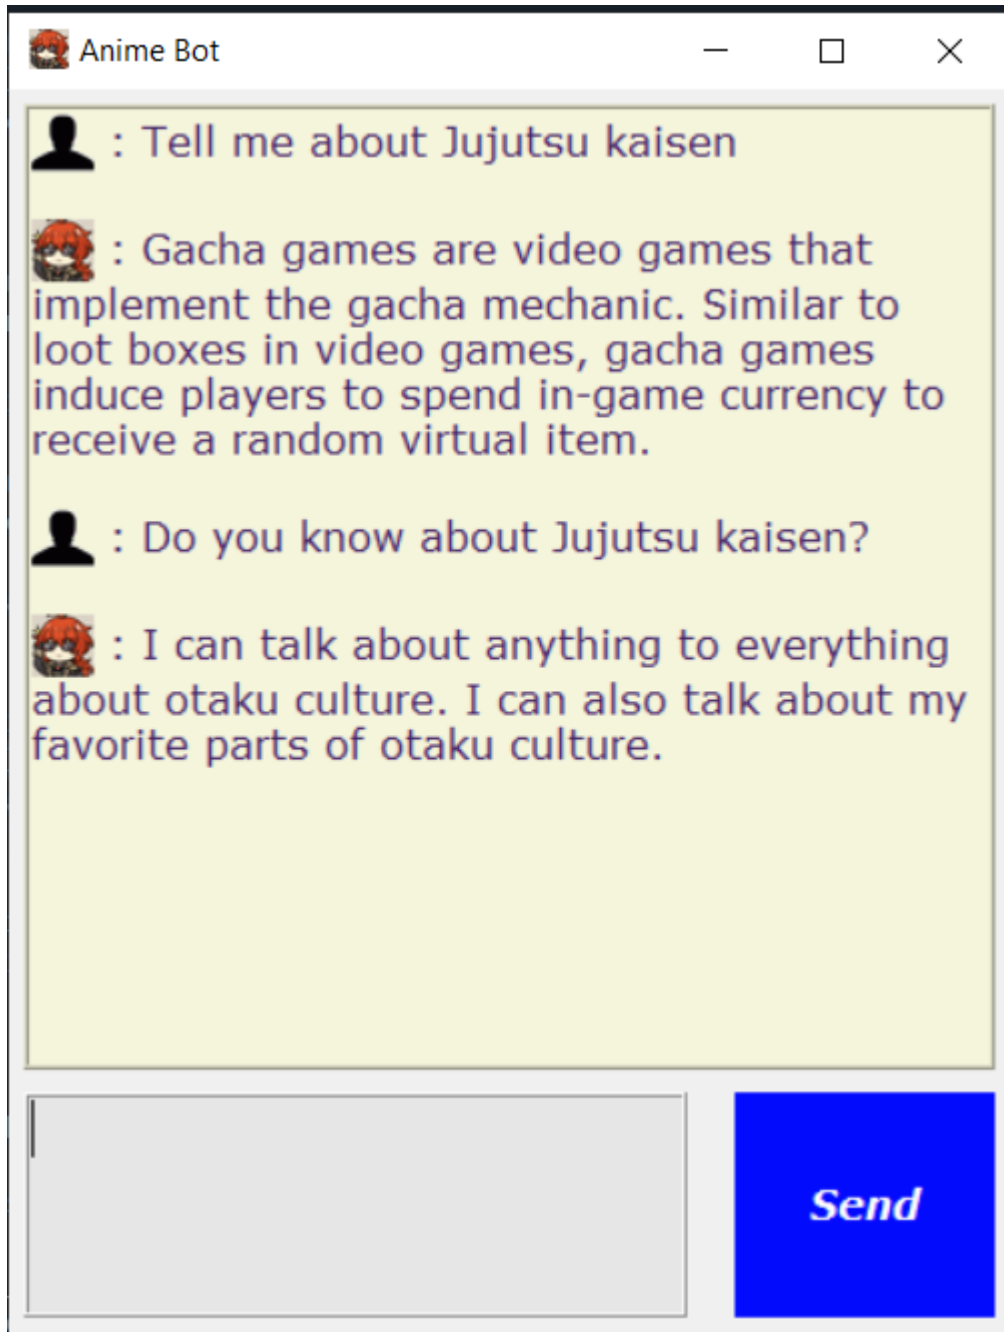 Anime Bot
: Tell me about Jujutsu kaisen
: Gacha games are video games that
implement the gacha mechanic. Similar to
loot boxes in video games, gacha games
induce players to spend in-game currency to
receive a random virtual item.
: Do you know about Jujutsu kaisen?
: I can talk about anything to everything
about otaku culture. I can also talk about my
favorite parts of otaku culture.
Send